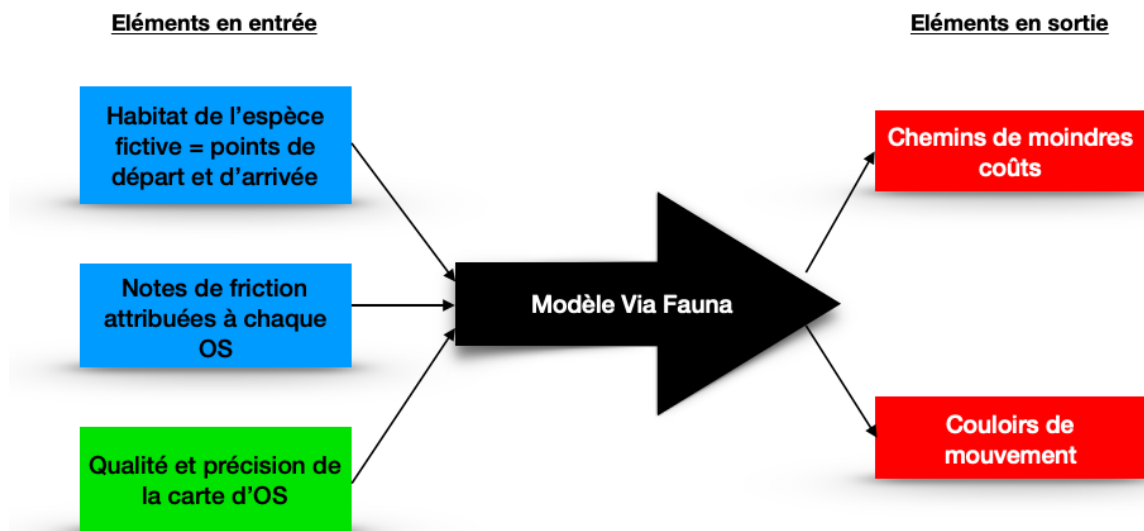 Eléments en entrée
Eléments en sortie
Habitat de l'espèce
fictive = points de
départ et d'arrivée
Chemins de moindres
coûts
Notes de friction
attribuées à chaque
OS
Modèle Via Fauna
Qualité et précision de
la carte d'OS
Couloirs de
mouvement